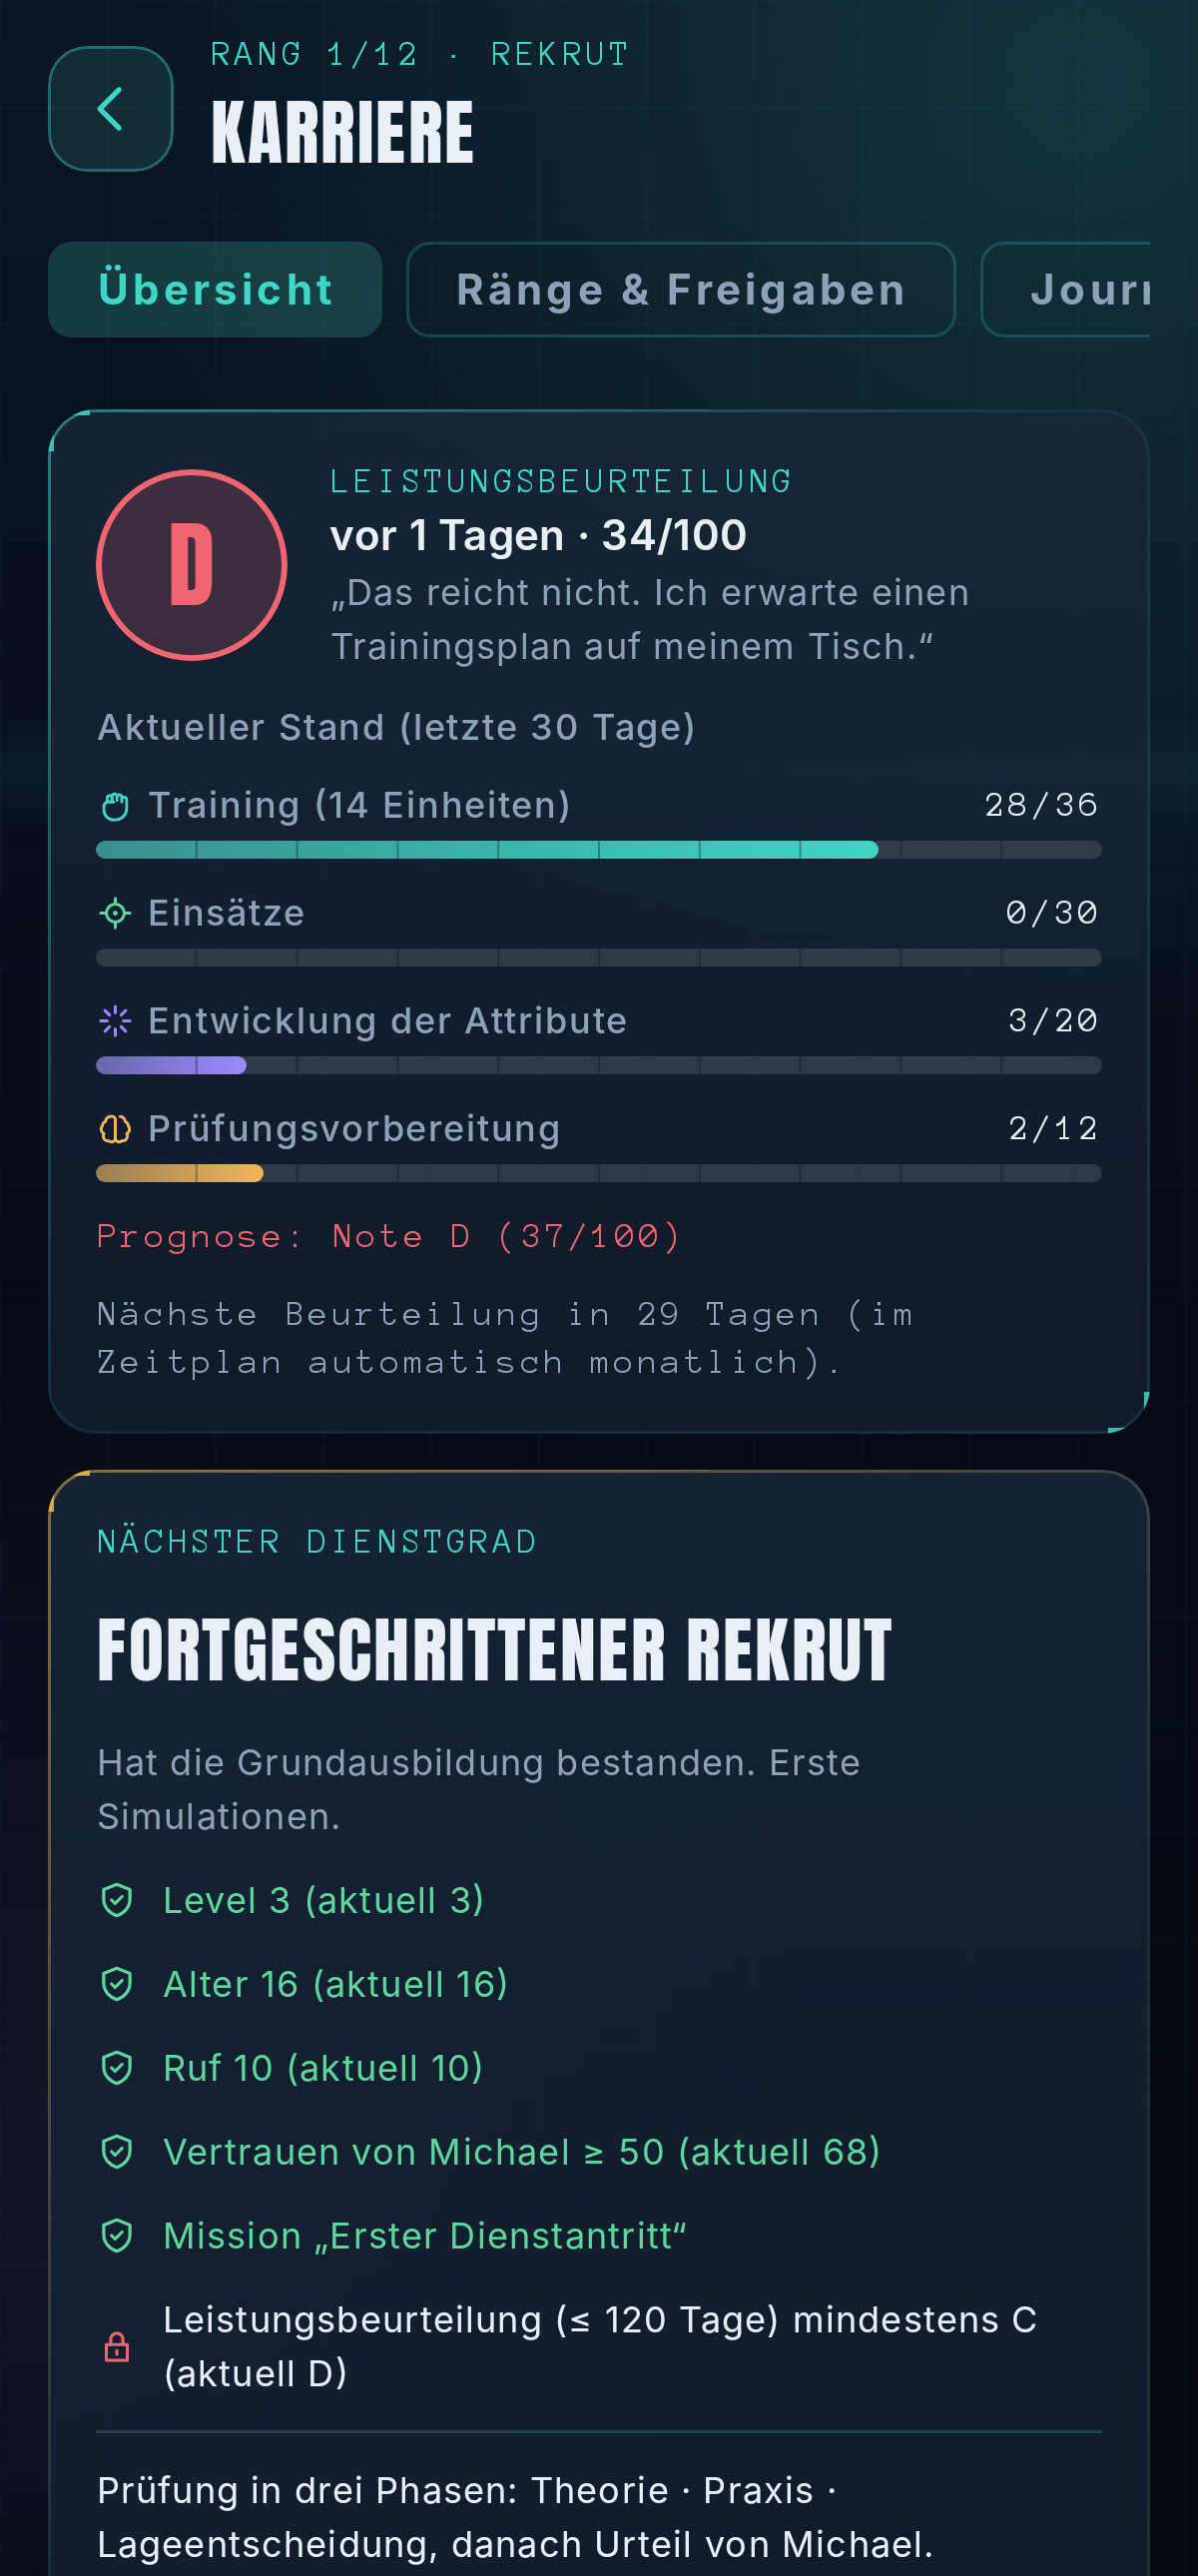 RANG 1/12 · REKRUT
KARRIERE
Übersicht
Ränge & Freigaben
Jour
LEISTUNGSBEURTEILUNG
D
vor 1 Tagen · 34/100
„Das reicht nicht. Ich erwarte einen
Trainingsplan auf meinem Tisch.“
Aktueller Stand (letzte 30 Tage)
Training (14 Einheiten) 28/36
Einsätze 0/30
Entwicklung der Attribute 3/20
Prüfungsvorbereitung 2/12
Prognose: Note D (37/100)
Nächste Beurteilung in 29 Tagen (im
Zeitplan automatisch monatlich).
NÄCHSTER DIENSTGRAD
FORTGESCHRITTENER REKRUT
Hat die Grundausbildung bestanden. Erste
Simulationen.
Level 3 (aktuell 3)
Alter 16 (aktuell 16)
Ruf 10 (aktuell 10)
Vertrauen von Michael ≥ 50 (aktuell 68)
Mission „Erster Dienstantritt“
Leistungsbeurteilung (≤ 120 Tage) mindestens C
(aktuell D)
Prüfung in drei Phasen: Theorie · Praxis ·
Lageentscheidung, danach Urteil von Michael.